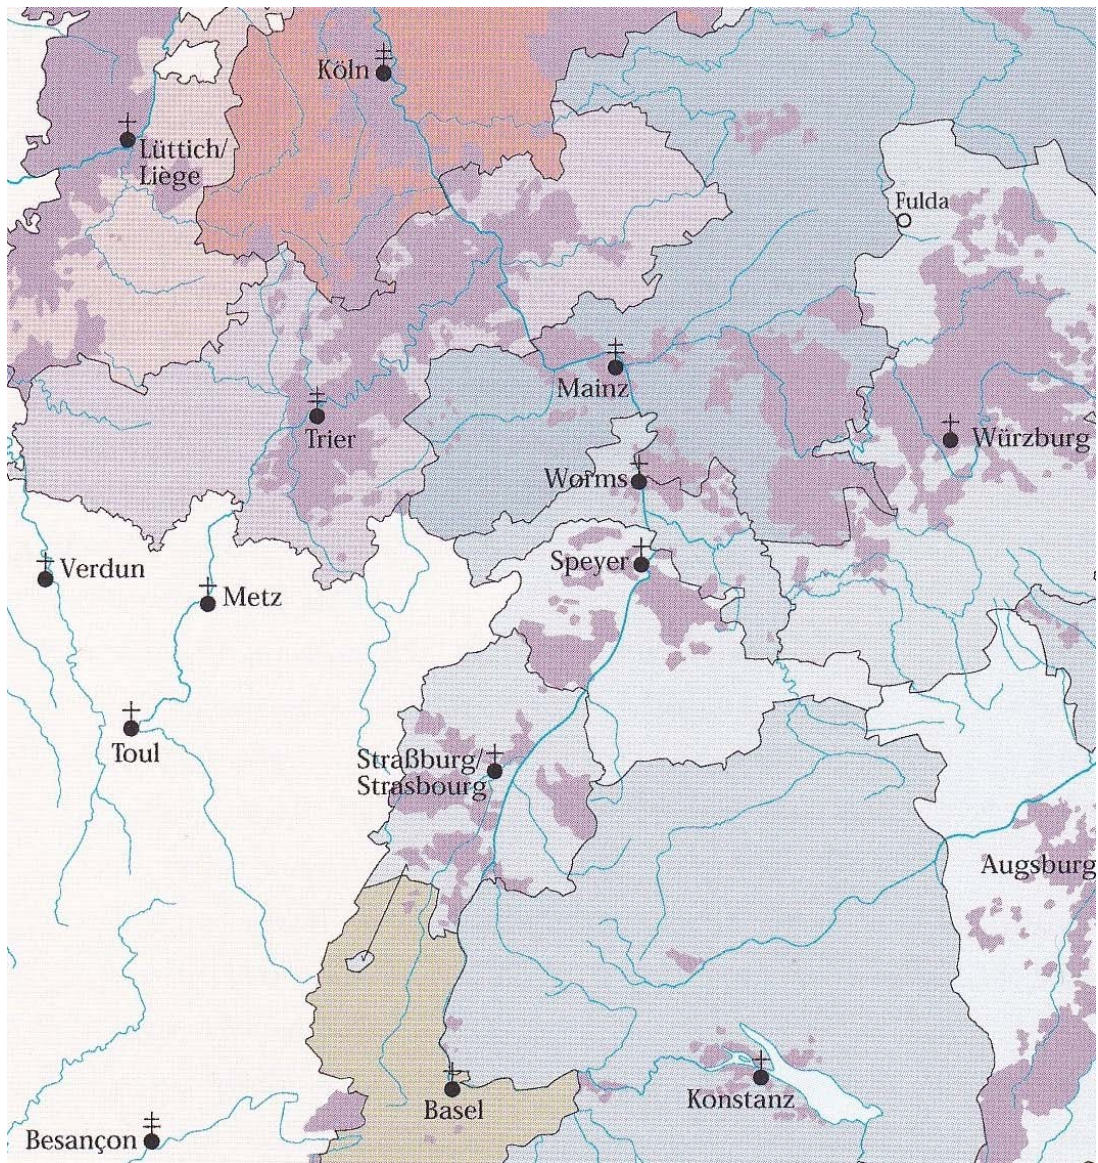 Köln
Lüttich/
Liège
Fulda
Mainz
Trier
Würzburg
Worms
Speyer
Verdun
Metz
Toul
Straßburg/
Strasbourg
Augsburg
Basel
Konstanz
Besançon